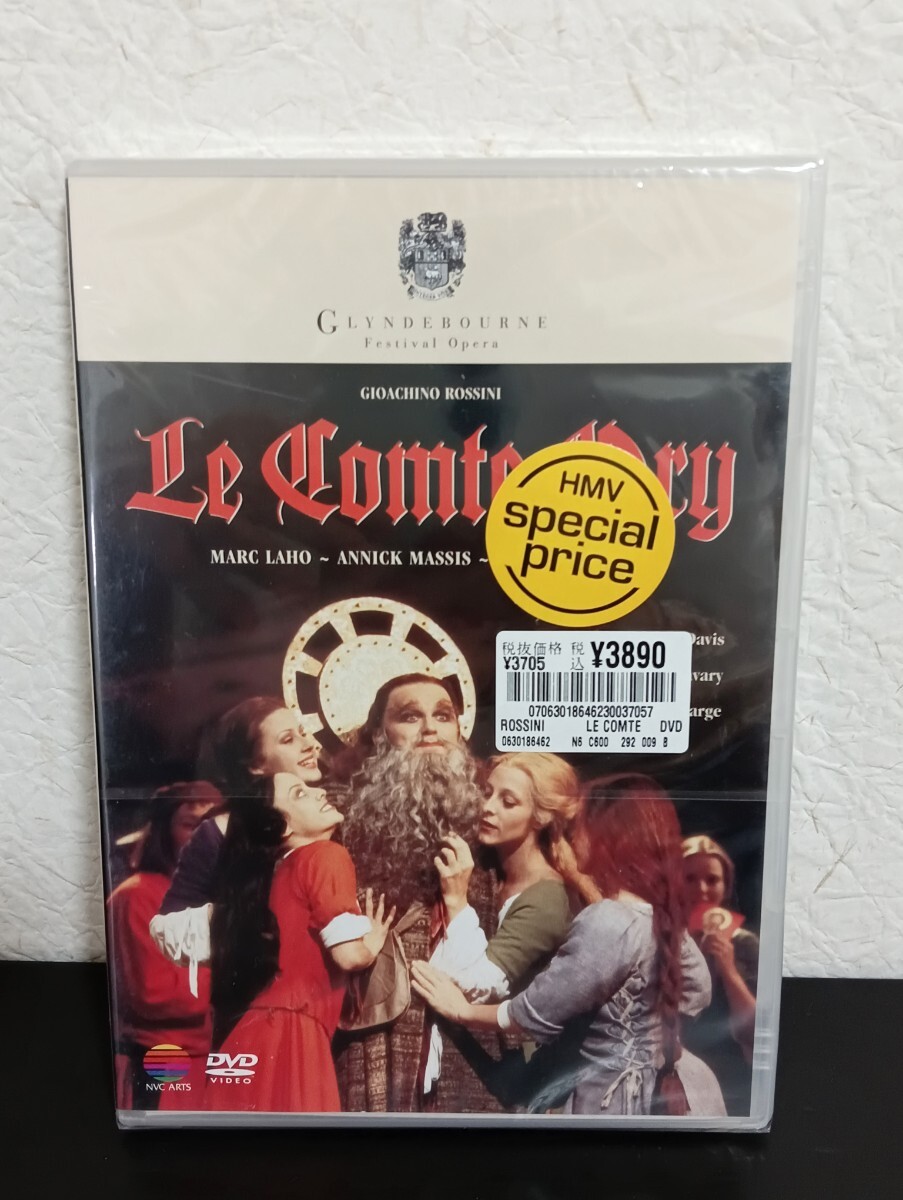 GLYNDEBOURNE
Festival Opera
GIOACHINO ROSSINI
Le Comte Ory
HMV
special
price
MARC LAHO ~ ANNICK MASSIS ~
Davis
税抜価格 税込 ¥3890
¥3705
07063018646230037057
ROSSINI LE COMTE DVD
0630186462 N6 C600 292 009 8
vary
arge
NVC ARTS
DVD
VIDEO